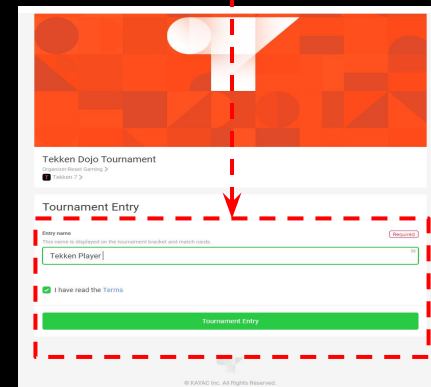 Tekken Dojo Tournament
Organizer Reset Gaming >
Tekken 7 >
Tournament Entry
Entry name
Required
This name is displayed on the tournament bracket and match cards.
Tekken Player
I have read the Terms
Tournament Entry
© KAYAC Inc. All Rights Reserved.